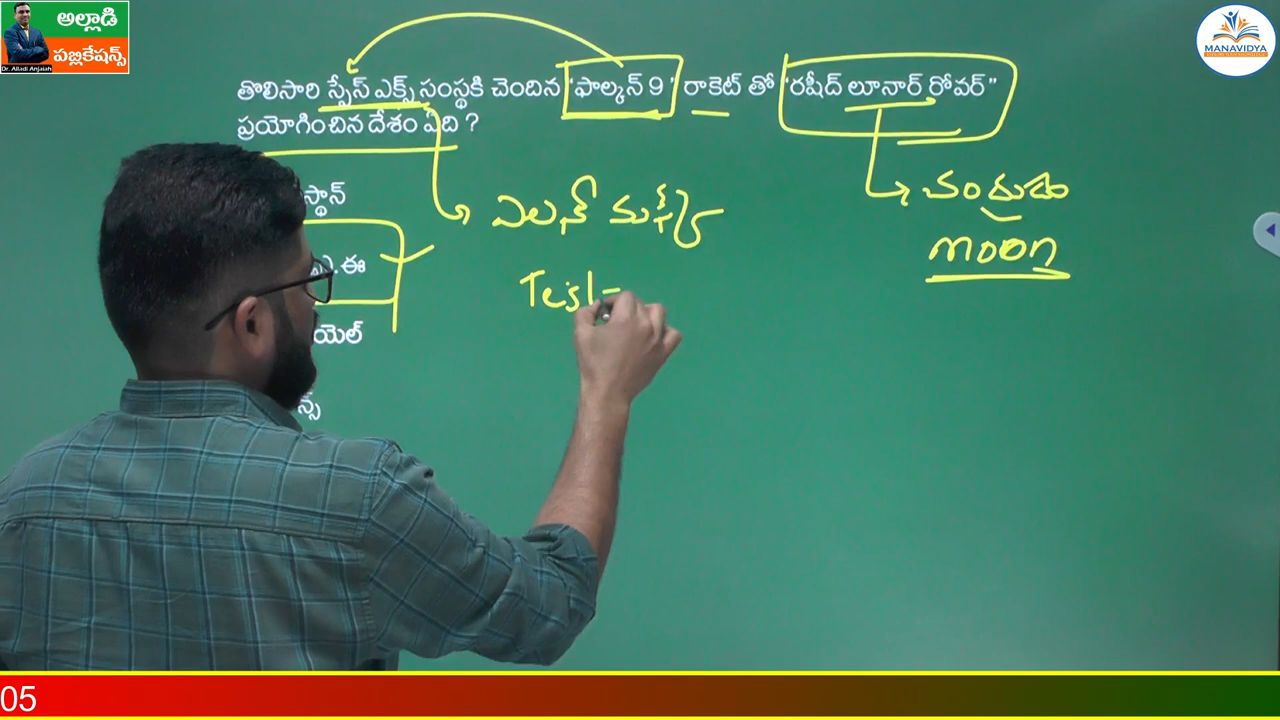 అల్లాడి
పబ్లికేషన్స్
Dr. Alladi Anjaiah
MANAVIDYA
తొలిసారి స్పేస్ ఎక్స్ సంస్థకి చెందిన 'ఫాల్కన్ 9' రాకెట్ తో "రషీద్ లూనార్ రోవర్"
ప్రయోగించిన దేశం ఏది ?
స్థాన్
.ఈ
యెల్
న్స్
ఎలన్ మస్క్
చంద్రుడు
moon
Tesl
05